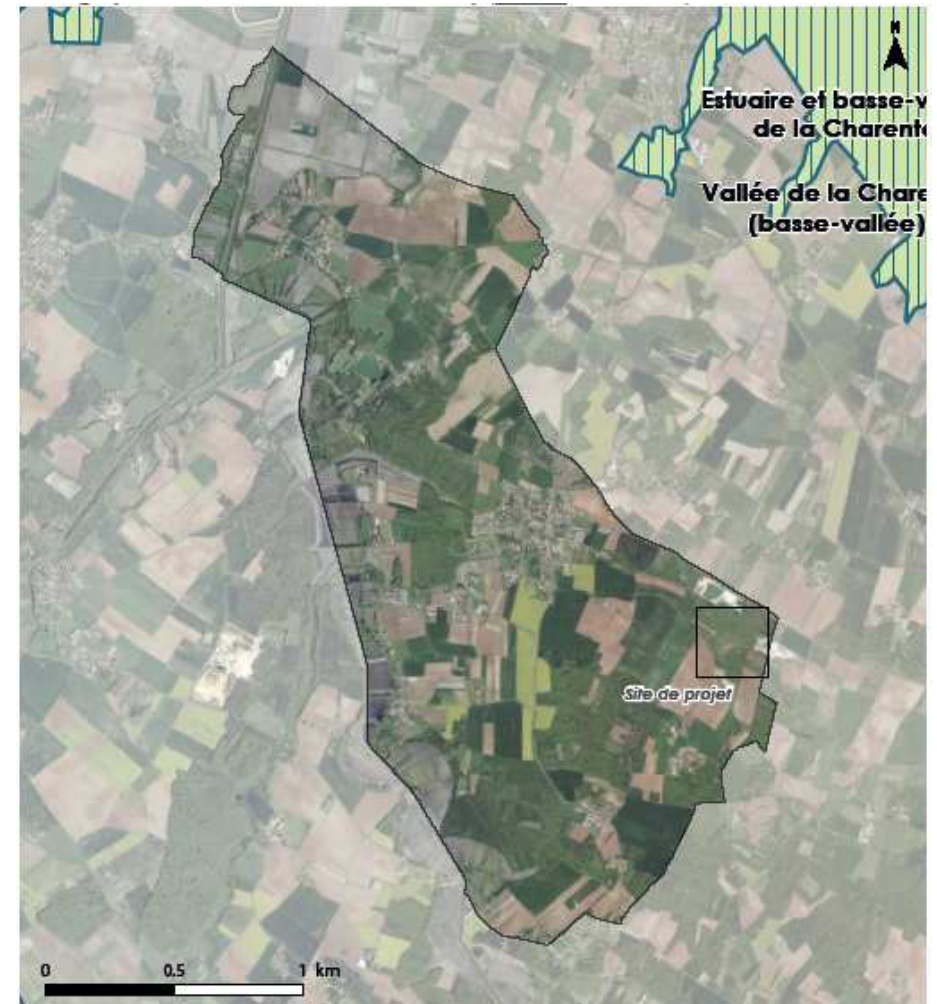 N
Estuaire et basse-v
de la Charente
Vallée de la Chare
(basse-vallée)
Site de projet
0 0.5 1 km